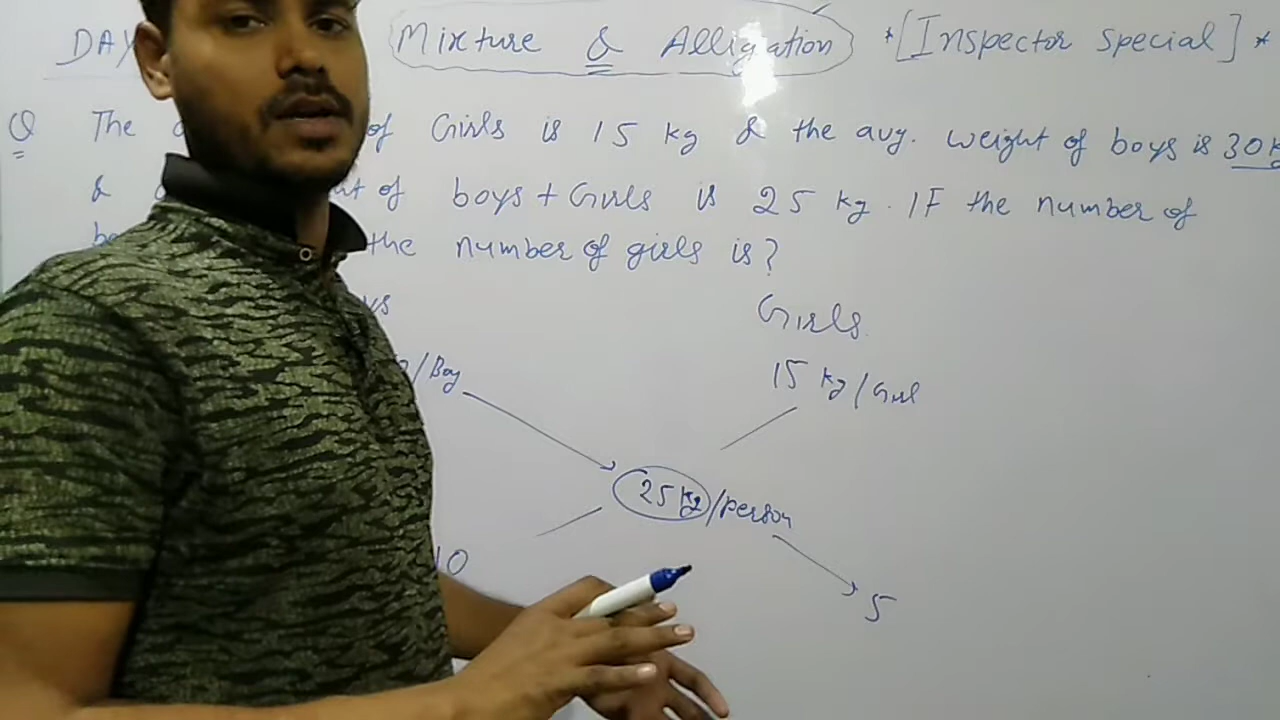 DAY Mixture & Alligation *[Inspector Special]*
Q The of Girls is 15 kg & the avg. weight of boys is 30
& of boys + Girls is 25 kg. IF the number of
the number of girls is?
Girls.
/Boy 15 kg/Girl
25 kg/person
10
5